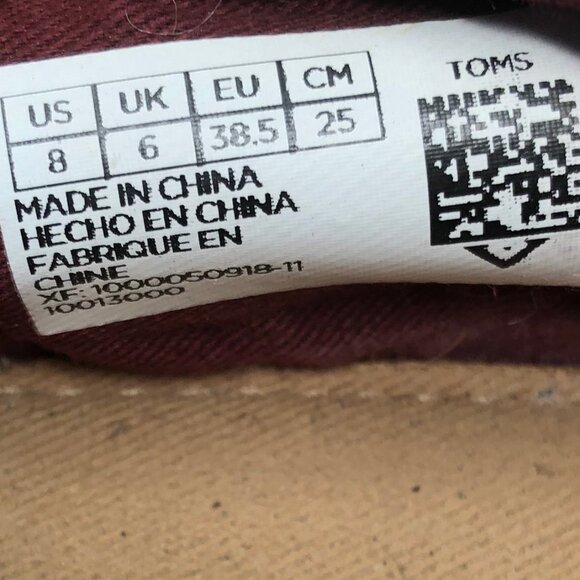 US UK EU CM
8 6 38.5 25
MADE IN CHINA
HECHO EN CHINA
FABRIQUE EN
CHINE
XF: 1000050918-11
10013000
TOMS